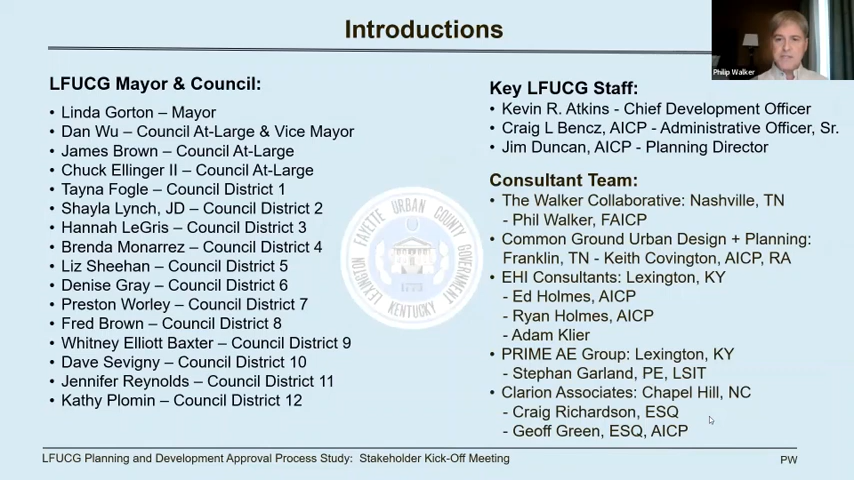 Introductions
Philip Walker
LFUCG Mayor & Council:
• Linda Gorton – Mayor
• Dan Wu – Council At-Large & Vice Mayor
• James Brown – Council At-Large
• Chuck Ellinger II – Council At-Large
• Tayna Fogle – Council District 1
• Shayla Lynch, JD – Council District 2
• Hannah LeGris – Council District 3
• Brenda Monarrez – Council District 4
• Liz Sheehan – Council District 5
• Denise Gray – Council District 6
• Preston Worley – Council District 7
• Fred Brown – Council District 8
• Whitney Elliott Baxter – Council District 9
• Dave Sevigny – Council District 10
• Jennifer Reynolds – Council District 11
• Kathy Plomin – Council District 12
LEXINGTON FAYETTE URBAN COUNTY GOVERNMENT
KENTUCKY
Key LFUCG Staff:
• Kevin R. Atkins - Chief Development Officer
• Craig L Bencz, AICP - Administrative Officer, Sr.
• Jim Duncan, AICP - Planning Director
Consultant Team:
• The Walker Collaborative: Nashville, TN
- Phil Walker, FAICP
• Common Ground Urban Design + Planning:
Franklin, TN - Keith Covington, AICP, RA
• EHI Consultants: Lexington, KY
- Ed Holmes, AICP
- Ryan Holmes, AICP
- Adam Klier
• PRIME AE Group: Lexington, KY
- Stephan Garland, PE, LSIT
• Clarion Associates: Chapel Hill, NC
- Craig Richardson, ESQ
- Geoff Green, ESQ, AICP
LFUCG Planning and Development Approval Process Study: Stakeholder Kick-Off Meeting
PW